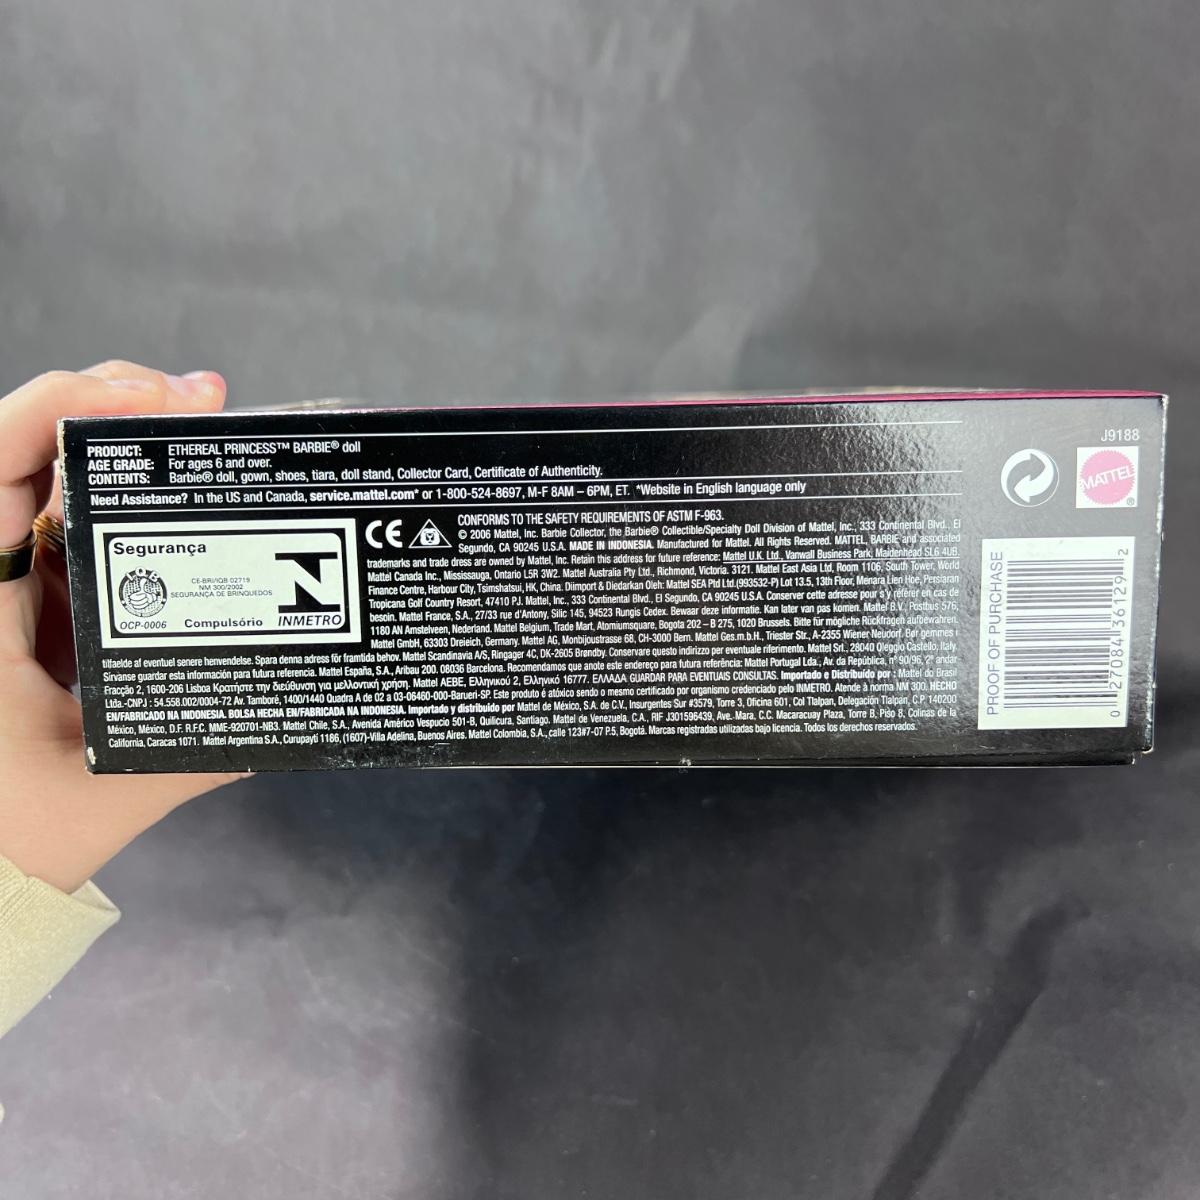 PRODUCT: ETHEREAL PRINCESS™ BARBIE® doll
AGE GRADE: For ages 6 and over.
CONTENTS: Barbie® doll, gown, shoes, tiara, doll stand, Collector Card, Certificate of Authenticity.
Need Assistance? In the US and Canada, service.mattel.com* or 1-800-524-8697, M-F 8AM – 6PM, ET. *Website in English language only
J9188
MATTEL®
Segurança
IQB
CE-BRI/IQB 02719
NM 300/2002
SEGURANÇA DE BRINQUEDOS
OCP-0006 Compulsório INMETRO
CE
CONFORMS TO THE SAFETY REQUIREMENTS OF ASTM F-963.
© 2006 Mattel, Inc. Barbie Collector, the Barbie® Collectible/Specialty Doll Division of Mattel, Inc., 333 Continental Blvd., El
Segundo, CA 90245 U.S.A. MADE IN INDONESIA. Manufactured for Mattel. All Rights Reserved. MATTEL, BARBIE and associated
trademarks and trade dress are owned by Mattel, Inc. Retain this address for future reference: Mattel U.K. Ltd., Vanwall Business Park, Maidenhead SL6 4UB.
Mattel Canada Inc., Mississauga, Ontario L5R 3W2. Mattel Australia Pty Ltd., Richmond, Victoria. 3121. Mattel East Asia Ltd, Room 1106, South Tower, World
Finance Centre, Harbour City, Tsimshatsui, HK, China. Diimport & Diedarkan Oleh: Mattel SEA Ptd Ltd.(993532-P) Lot 13.5, 13th Floor, Menara Lien Hoe, Persiaran
Tropicana Golf Country Resort, 47410 PJ. Mattel, Inc., 333 Continental Blvd., El Segundo, CA 90245 U.S.A. Conserver cette adresse pour s'y référer en cas de
besoin. Mattel France, S.A., 27/33 rue d'Antony, Silic 145, 94523 Rungis Cedex. Bewaar deze informatie. Kan later van pas komen. Mattel B.V., Postbus 576,
1180 AN Amstelveen, Nederland. Mattel Belgium, Trade Mart, Atomiumsquare, Bogota 202 – B 275, 1020 Brussels. Bitte für mögliche Rückfragen aufbewahren.
Mattel GmbH, 63303 Dreieich, Germany. Mattel AG, Monbijoustrasse 68, CH-3000 Bern. Mattel Ges.m.b.H., Triester Str., A-2355 Wiener Neudorf. Bør gemmes i
tilfælde af eventuel senere henvendelse. Spara denna adress för framtida behov. Mattel Scandinavia A/S, Ringager 4C, DK-2605 Brøndby. Conservare questo indirizzo per eventuale riferimento. Mattel Srl., 28040 Oleggio Castello, Italy.
Sírvanse guardar esta información para futura referencia. Mattel España, S.A., Aribau 200. 08036 Barcelona. Recomendamos que anote este endereço para futura referência: Mattel Portugal Lda., Av. da República, nº 90/96, 2º andar
Fracção 2, 1600-206 Lisboa Κρατήστε την διεύθυνση για μελλοντική χρήση. Mattel AEBE, Ελληνικού 2, Ελληνικό 16777. ΕΛΛΑΔΑ GUARDAR PARA EVENTUAIS CONSULTAS. Importado e Distribuido por : Mattel do Brasil
Ltda.-CNPJ : 54.558.002/0004-72 Av. Tamboré, 1400/1440 Quadra A de 02 a 03-06460-000-Barueri-SP. Este produto é atóxico sendo o mesmo certificado por organismo credenciado pelo INMETRO. Atende à norma NM 300. HECHO
EN/FABRICADO NA INDONESIA. BOLSA HECHA EN/FABRICADA NA INDONESIA. Importado y distribuido por Mattel de México, S.A. de C.V., Insurgentes Sur #3579, Torre 3, Oficina 601, Col Tlalpan, Delegación Tlalpan, C.P. 140200
México, México, D.F. R.F.C. MME-920701-NB3. Mattel Chile, S.A., Avenida Américo Vespucio 501-B, Quilicura, Santiago. Mattel de Venezuela, C.A., RIF J301596439, Ave. Mara, C.C. Macaracuay Plaza, Torre B, Piso 8, Colinas de la
California, Caracas 1071. Mattel Argentina S.A., Curupaytí 1186, (1607)-Villa Adelina, Buenos Aires. Mattel Colombia, S.A., calle 123#7-07 P.5, Bogotá. Marcas registradas utilizadas bajo licencia. Todos los derechos reservados.
PROOF OF PURCHASE
0 27084 36129 2